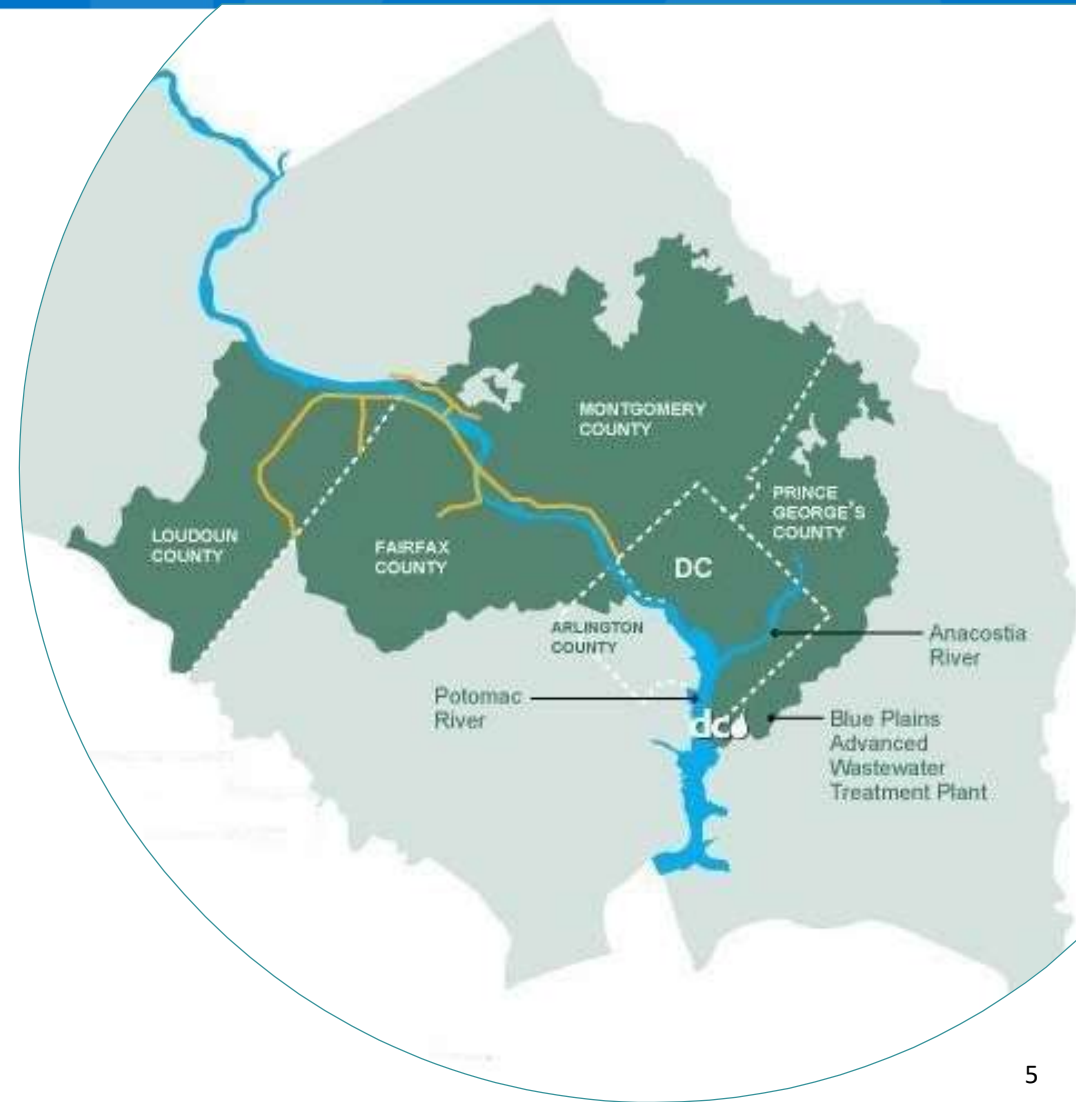 MONTGOMERY
COUNTY
PRINCE
GEORGE'S
COUNTY
LOUDOUN
COUNTY
FAIRFAX
COUNTY
DC
ARLINGTON
COUNTY
Anacostia
River
Potomac
River
dc
Blue Plains
Advanced
Wastewater
Treatment Plant
5